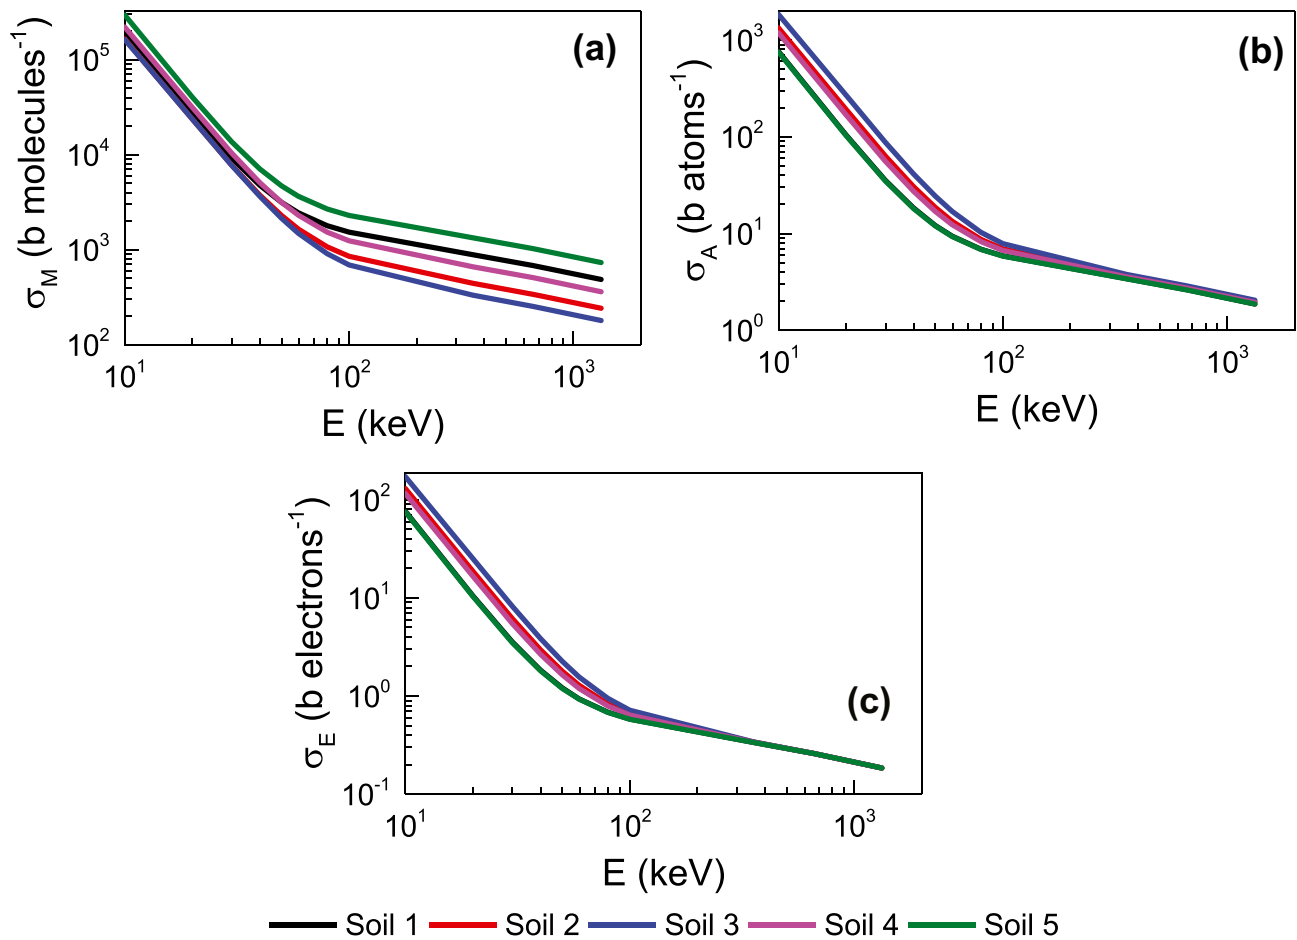 (a)
σM (b molecules-1)
10^5
10^4
10^3
10^2
10^1
10^2
10^3
E (keV)
(b)
σA (b atoms-1)
10^3
10^2
10^1
10^0
10^1
10^2
10^3
E (keV)
(c)
σE (b electrons-1)
10^2
10^1
10^0
10^-1
10^1
10^2
10^3
E (keV)
Soil 1 Soil 2 Soil 3 Soil 4 Soil 5